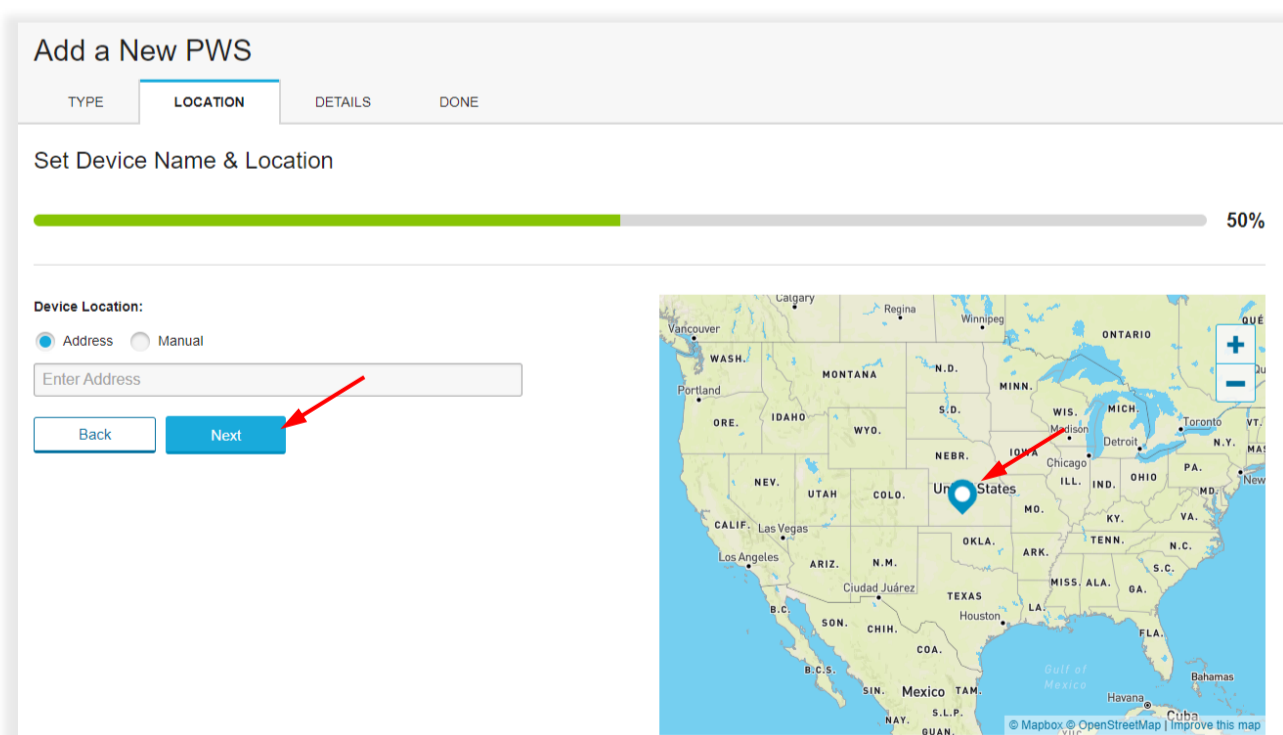 Add a New PWS
TYPE LOCATION DETAILS DONE
Set Device Name & Location
50%
Device Location:
Address Manual
Enter Address
Back Next
Calgary
Regina
Winnipeg
Vancouver
ONTARIO
QUÉ
WASH.
MONTANA
N.D.
MINN.
Portland
ORE.
IDAHO
WYO.
S.D.
WIS.
MICH.
Toronto
VT.
Madison
Detroit
N.Y.
MAS
NEBR.
IOWA
Chicago
NEV.
UTAH
COLO.
States
ILL.
IND.
OHIO
PA.
MD.
New
MO.
KY.
VA.
CALIF.
Las Vegas
OKLA.
TENN.
N.C.
Los Angeles
ARIZ.
N.M.
ARK.
S.C.
Ciudad Juárez
TEXAS
MISS.
ALA.
GA.
B.C.
Houston
LA.
SON.
CHIH.
FLA.
COA.
B.C.S.
Gulf of
Mexico
Bahamas
SIN.
Mexico
TAM.
Havana
NAY.
S.L.P.
Cuba
GUAN.
© Mapbox © OpenStreetMap | Improve this map